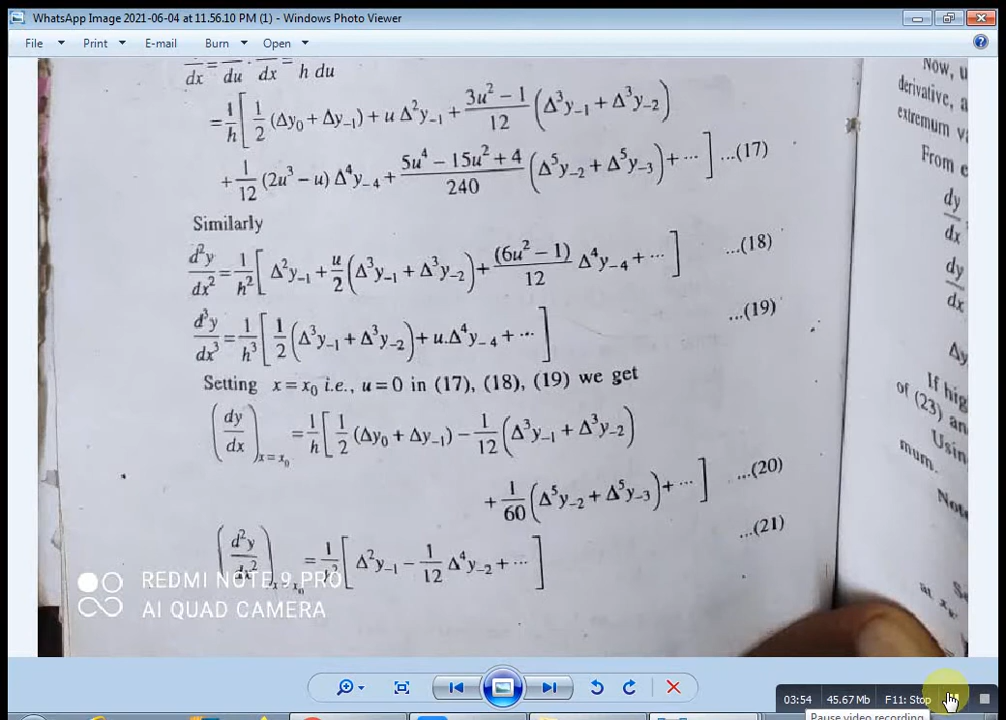 WhatsApp Image 2021-06-04 at 11.56.10 PM (1) - Windows Photo Viewer
File Print E-mail Burn Open
dx = du · dx = h du
= 1/h [ 1/2 (Δy₀ + Δy₋₁) + u Δ²y₋₁ + (3u² − 1)/12 (Δ³y₋₁ + Δ³y₋₂)
+ 1/12 (2u³ − u) Δ⁴y₋₄ + (5u⁴ − 15u² + 4)/240 (Δ⁵y₋₂ + Δ⁵y₋₃) + ··· ] ...(17)
Similarly
d²y/dx² = 1/h² [ Δ²y₋₁ + u/2 (Δ³y₋₁ + Δ³y₋₂) + (6u² − 1)/12 Δ⁴y₋₄ + ··· ] ...(18)
d³y/dx³ = 1/h³ [ 1/2 (Δ³y₋₁ + Δ³y₋₂) + u.Δ⁴y₋₄ + ··· ] ...(19)
Setting x = x₀ i.e., u = 0 in (17), (18), (19) we get
(dy/dx)ₓ₌ₓ₀ = 1/h [ 1/2 (Δy₀ + Δy₋₁) − 1/12 (Δ³y₋₁ + Δ³y₋₂)
+ 1/60 (Δ⁵y₋₂ + Δ⁵y₋₃) + ··· ] ...(20)
(d²y/dx²)ₓ₌ₓ₀ = 1/h² [ Δ²y₋₁ − 1/12 Δ⁴y₋₂ + ··· ] ...(21)
REDMI NOTE 9 PRO
AI QUAD CAMERA
Now, u
derivative, a
extremum v
From e
dy
dx
dy
dx
Δy
If hig
of (23) an
Usin
mum.
Note
at x
03:54 45.67 Mb F11: Stop
Pause video recording